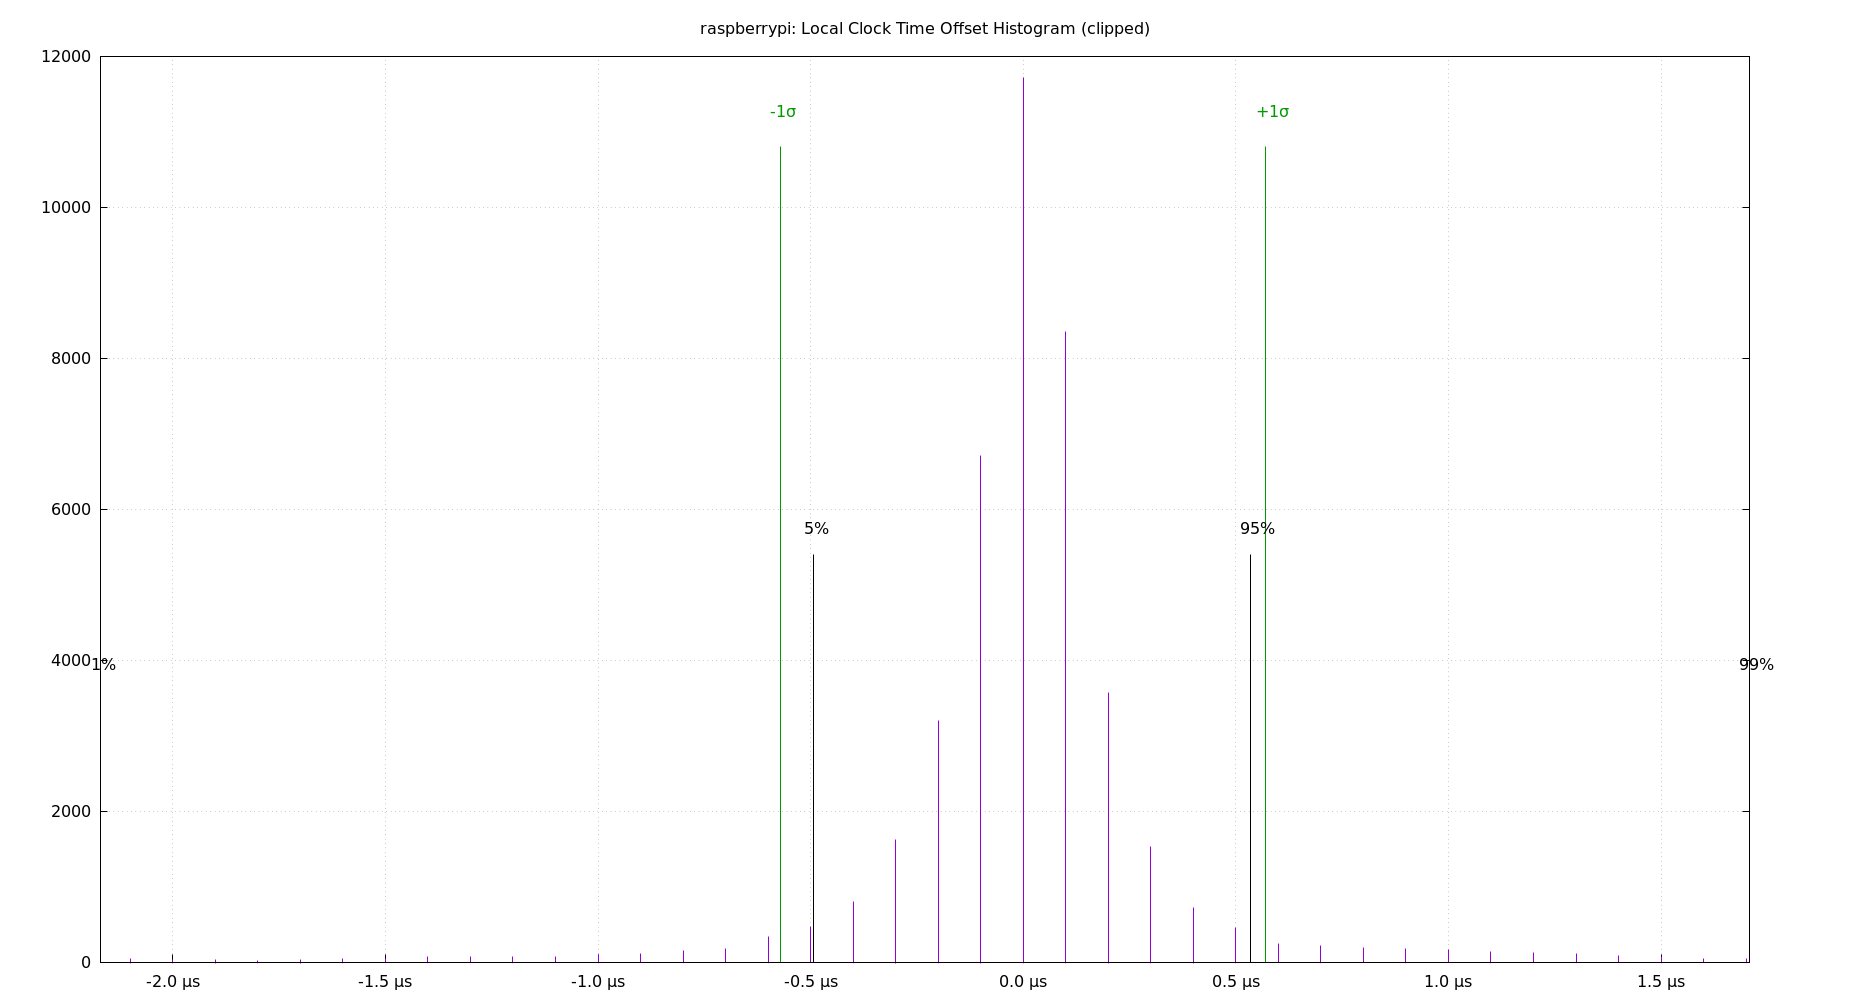 raspberrypi: Local Clock Time Offset Histogram (clipped)
12000
-1σ
+1σ
10000
8000
6000
5%
95%
4000
1%
99%
2000
0
-2.0 µs
-1.5 µs
-1.0 µs
-0.5 µs
0.0 µs
0.5 µs
1.0 µs
1.5 µs